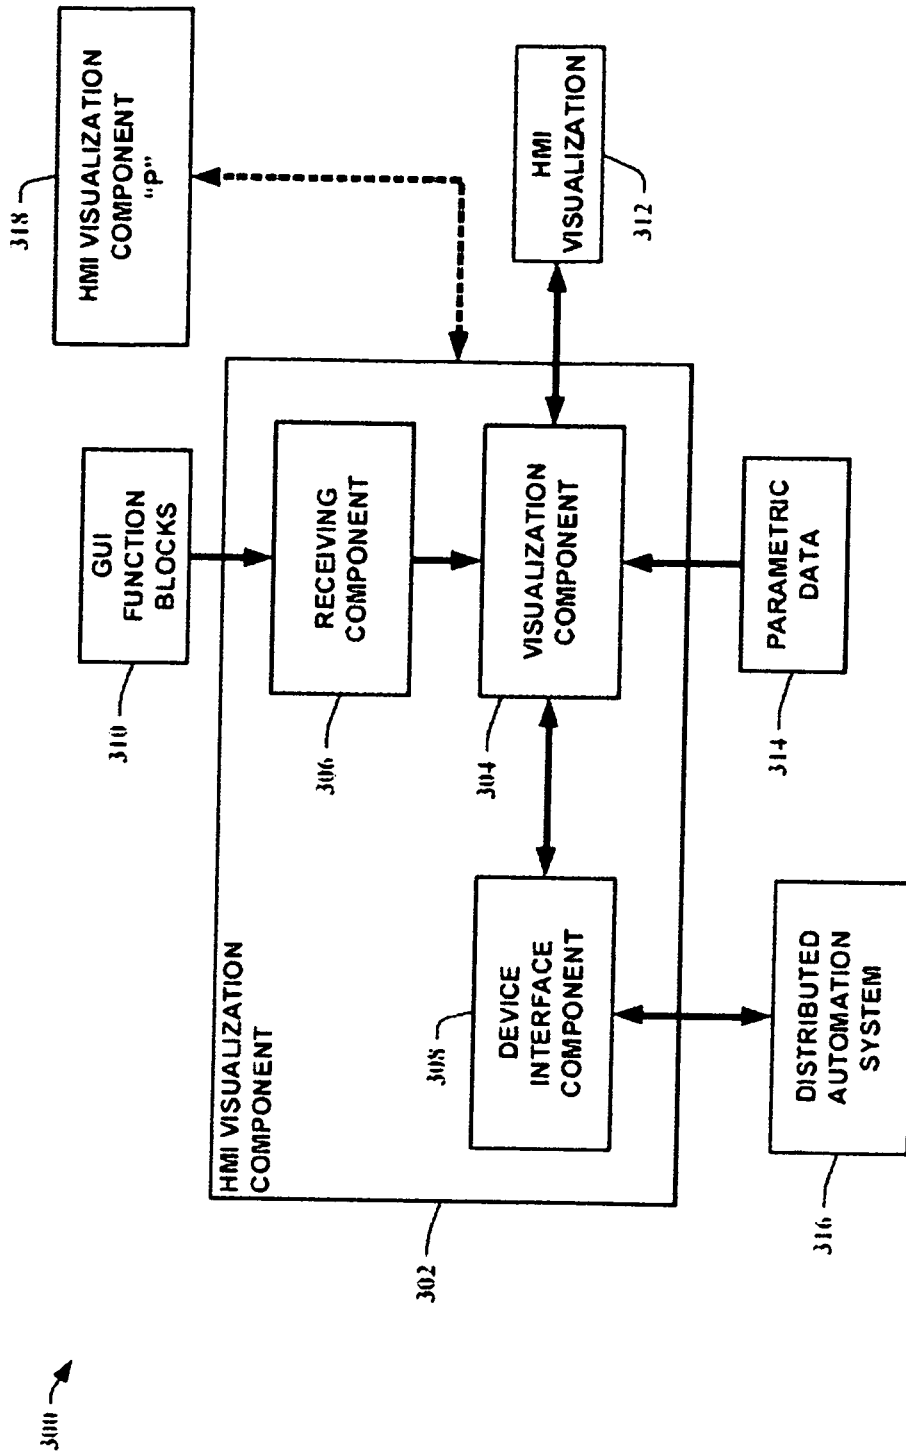 300
318
HMI VISUALIZATION
COMPONENT
"P"
310
GUI
FUNCTION
BLOCKS
HMI VISUALIZATION
COMPONENT
302
306
RECEIVING
COMPONENT
HMI
VISUALIZATION
312
308
DEVICE
INTERFACE
COMPONENT
304
VISUALIZATION
COMPONENT
316
DISTRIBUTED
AUTOMATION
SYSTEM
314
PARAMETRIC
DATA